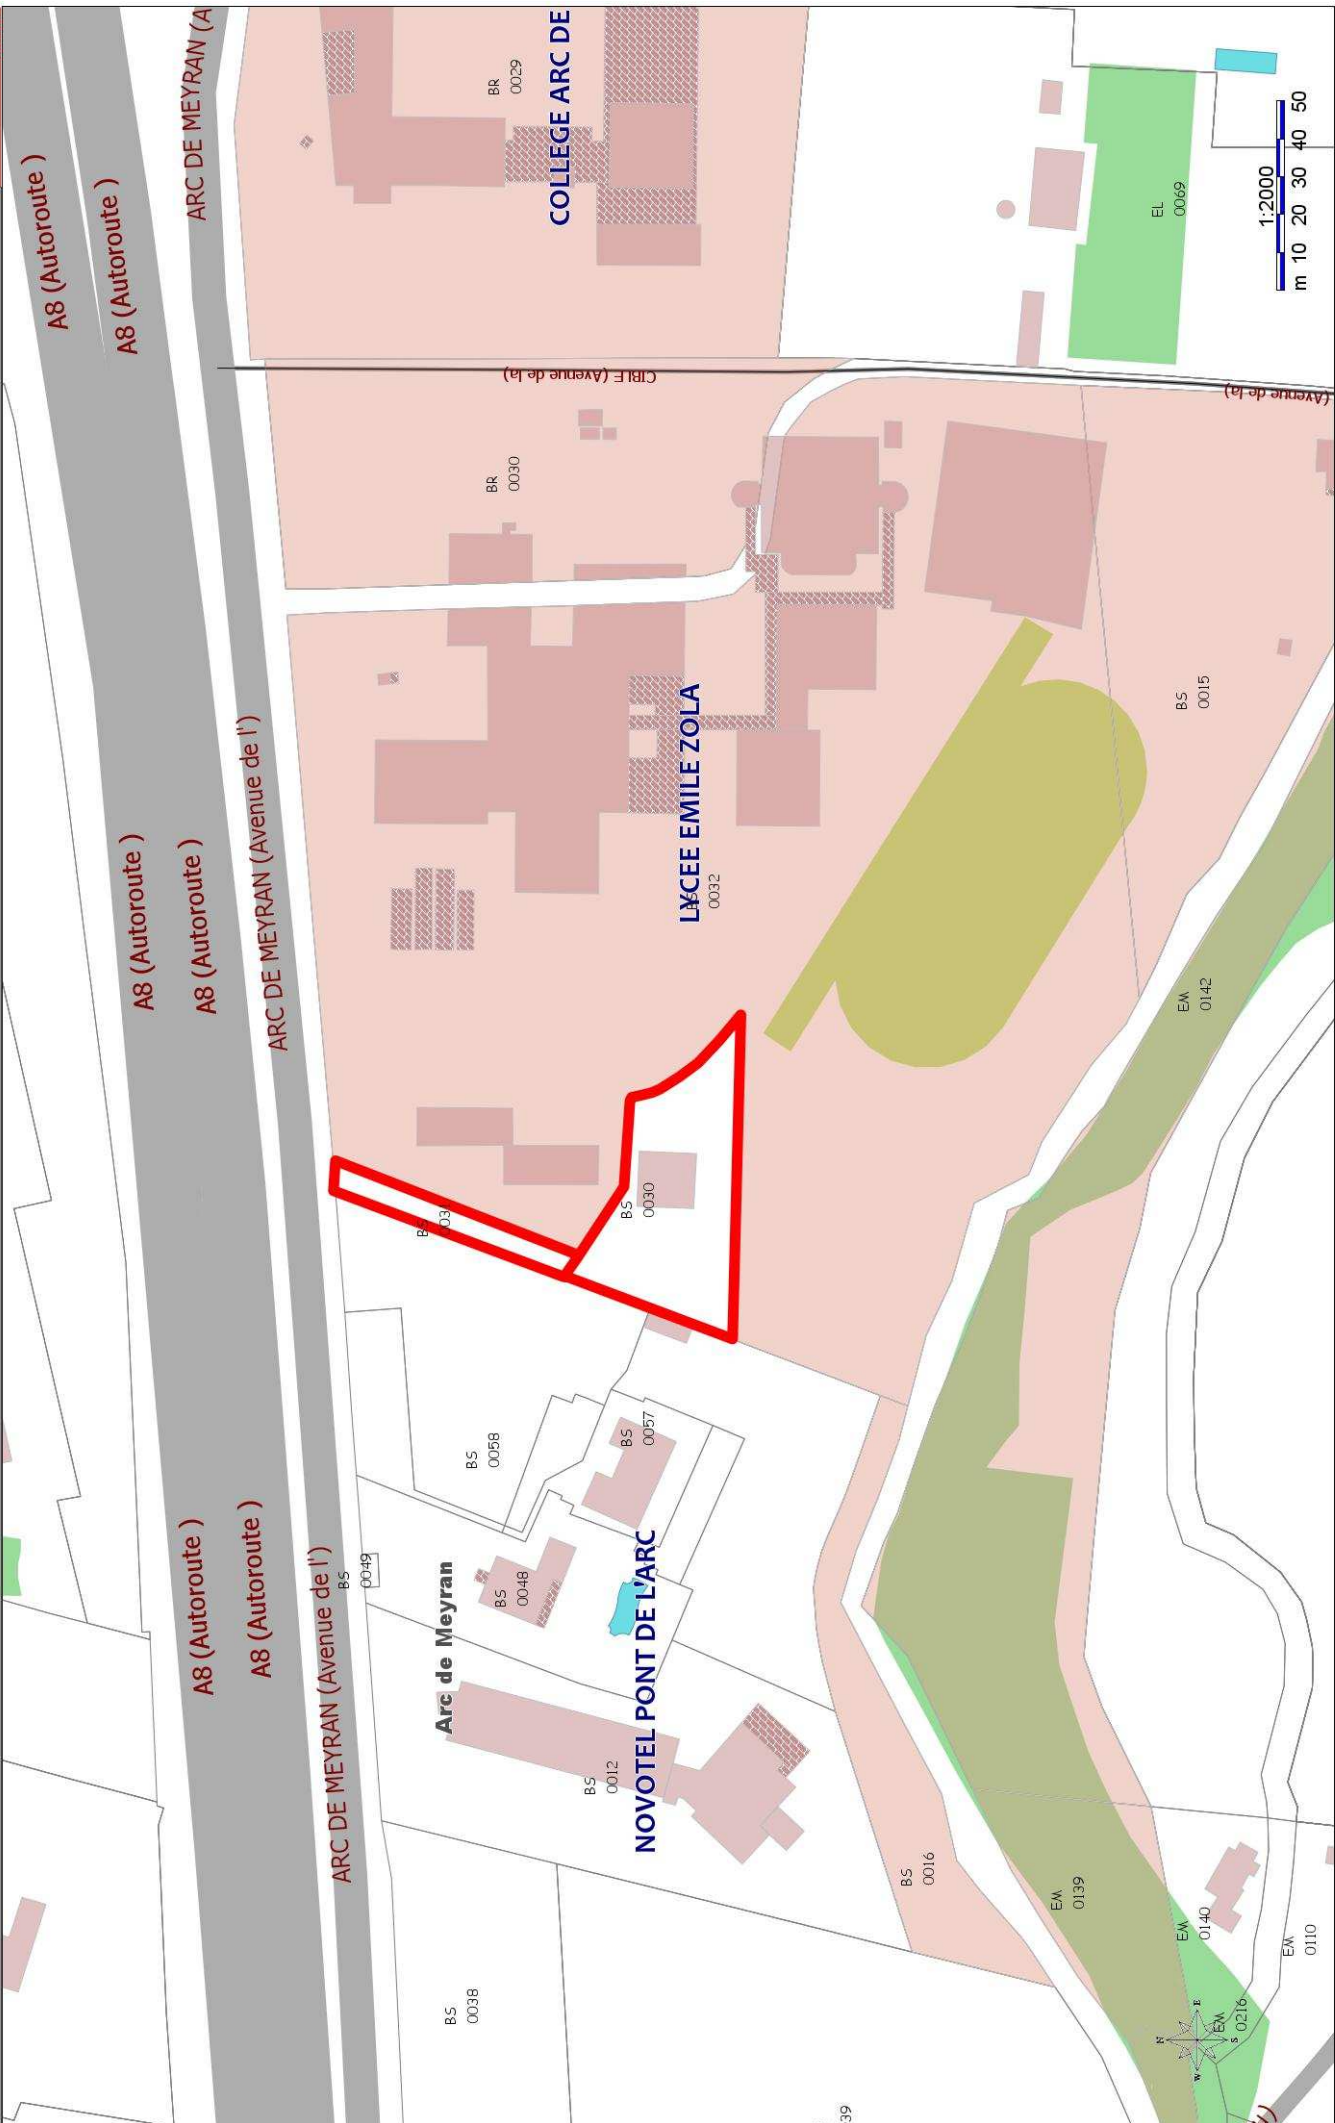 A8 (Autoroute )
A8 (Autoroute )
ARC DE MEYRAN (A
BR
0029
COLLEGE ARC DE
EL
0069
1:2000
m 10 20 30 40 50
CIBLE (Avenue de la)
(Avenue de la)
BR
0030
A8 (Autoroute )
A8 (Autoroute )
ARC DE MEYRAN (Avenue de l')
LYCEE EMILE ZOLA
0032
BS
0015
EM
0142
BS
BS
0030
BS
0058
BS
0057
A8 (Autoroute )
A8 (Autoroute )
ARC DE MEYRAN (Avenue de l')
BS
0049
Arc de Meyran
BS
0048
NOVOTEL PONT DE L'ARC
BS
0012
BS
0016
EM
0139
EM
0140
EM
0110
BS
0038
EM
0216
N
E
S
W
39